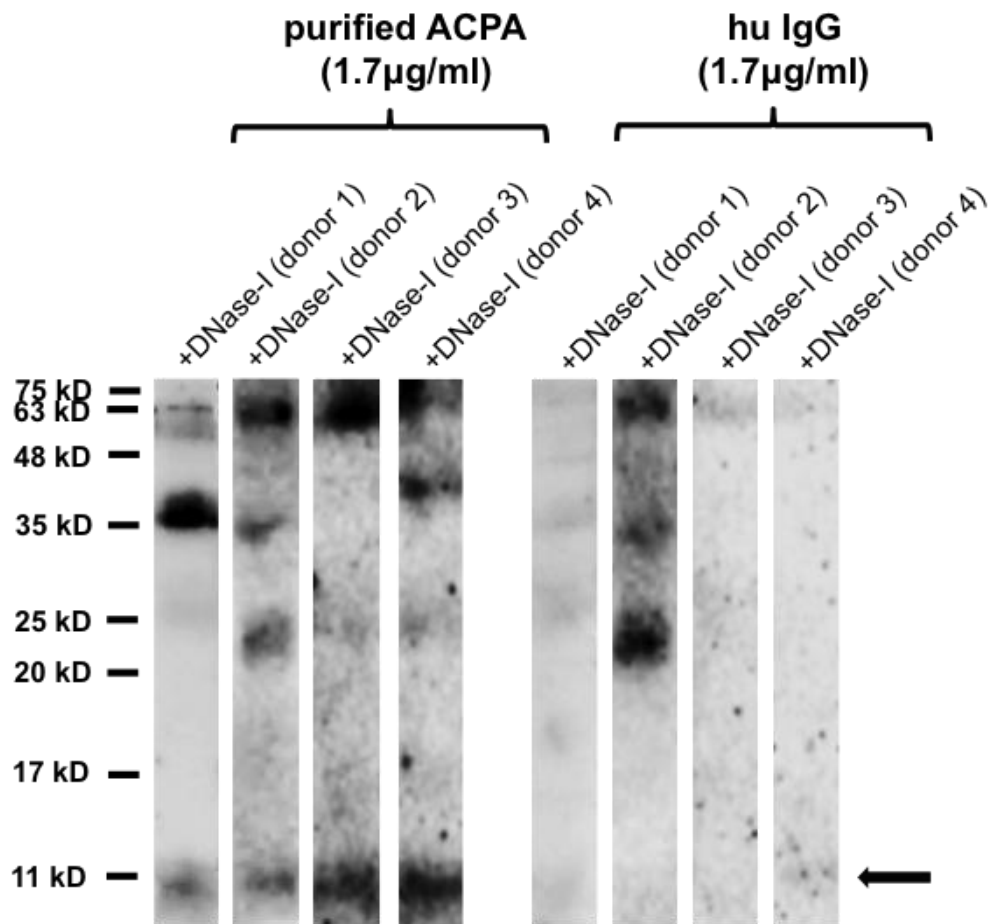 purified ACPA
(1.7µg/ml)
hu IgG
(1.7µg/ml)
+DNase-I (donor 1)
+DNase-I (donor 2)
+DNase-I (donor 3)
+DNase-I (donor 4)
+DNase-I (donor 1)
+DNase-I (donor 2)
+DNase-I (donor 3)
+DNase-I (donor 4)
75 kD
63 kD
48 kD
35 kD
25 kD
20 kD
17 kD
11 kD